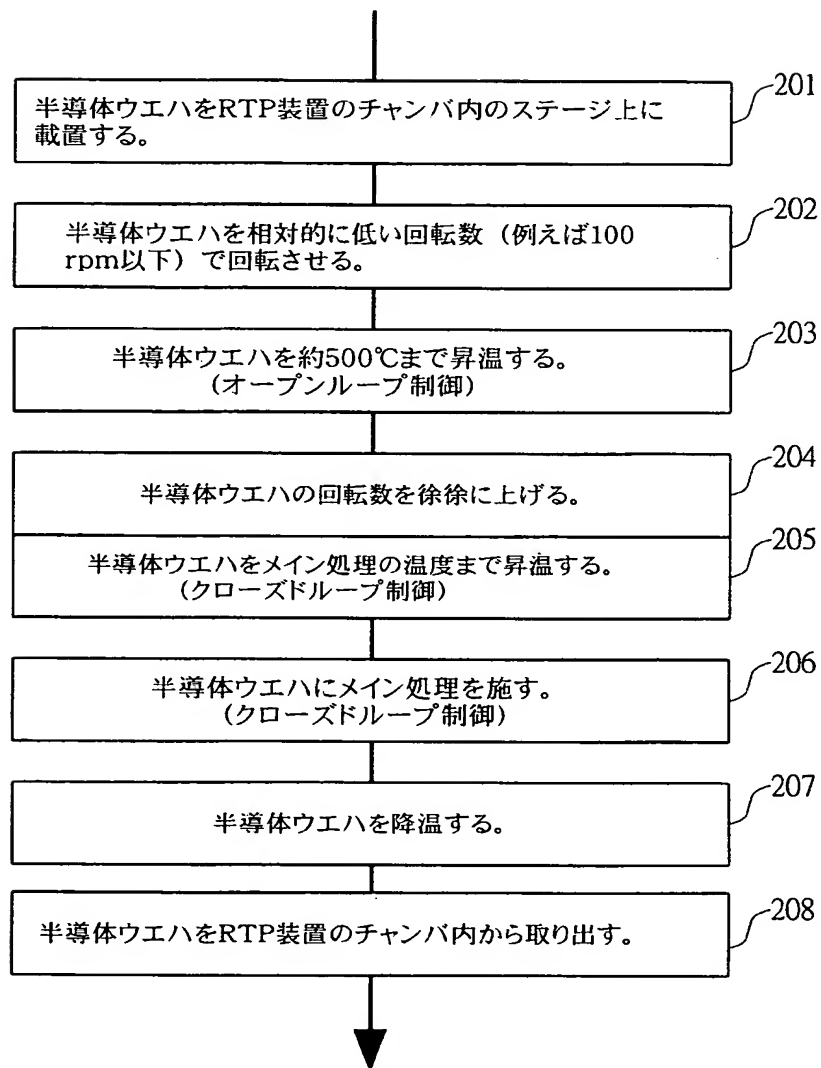 201
半導体ウエハをRTP装置のチャンバ内のステージ上に
載置する。
202
半導体ウエハを相対的に低い回転数（例えば100
rpm以下）で回転させる。
203
半導体ウエハを約500℃まで昇温する。
（オープンループ制御）
204
半導体ウエハの回転数を徐徐に上げる。
205
半導体ウエハをメイン処理の温度まで昇温する。
（クローズドループ制御）
206
半導体ウエハにメイン処理を施す。
（クローズドループ制御）
207
半導体ウエハを降温する。
208
半導体ウエハをRTP装置のチャンバ内から取り出す。